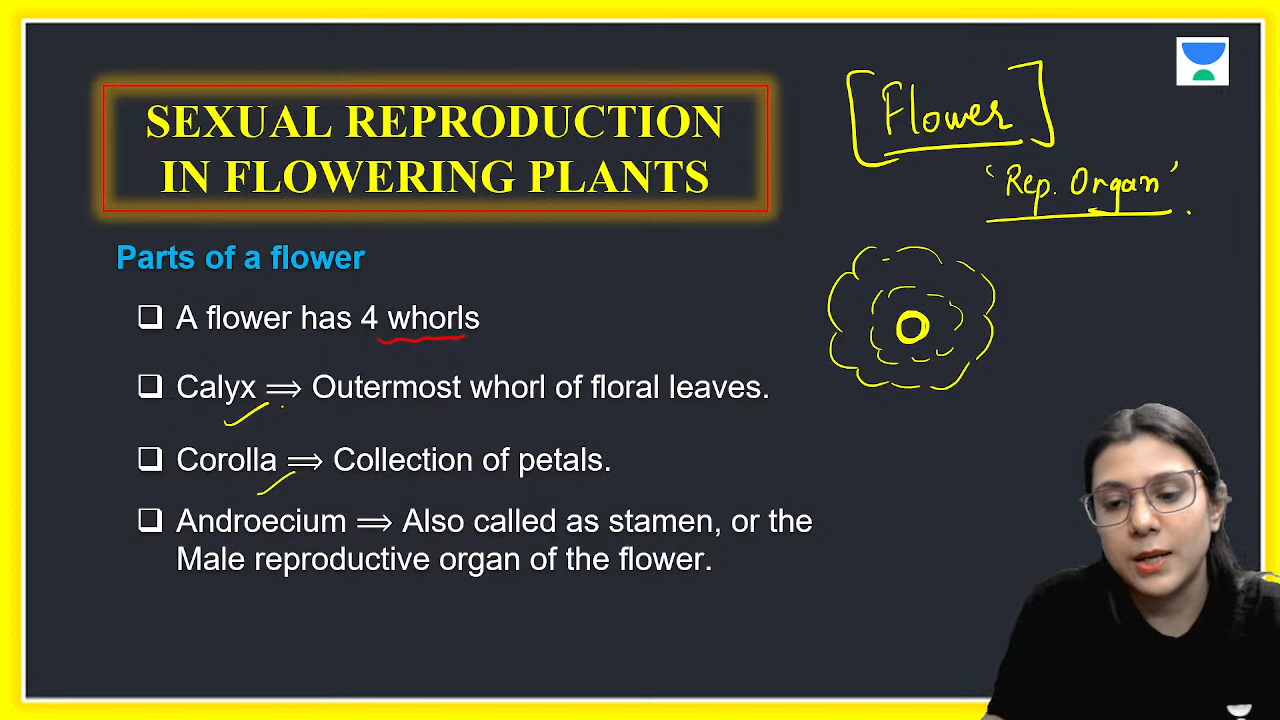 SEXUAL REPRODUCTION
IN FLOWERING PLANTS
[Flower]
'Rep. Organ'
Parts of a flower
❑ A flower has 4 whorls
❑ Calyx ⟹ Outermost whorl of floral leaves.
❑ Corolla ⟹ Collection of petals.
❑ Androecium ⟹ Also called as stamen, or the
Male reproductive organ of the flower.